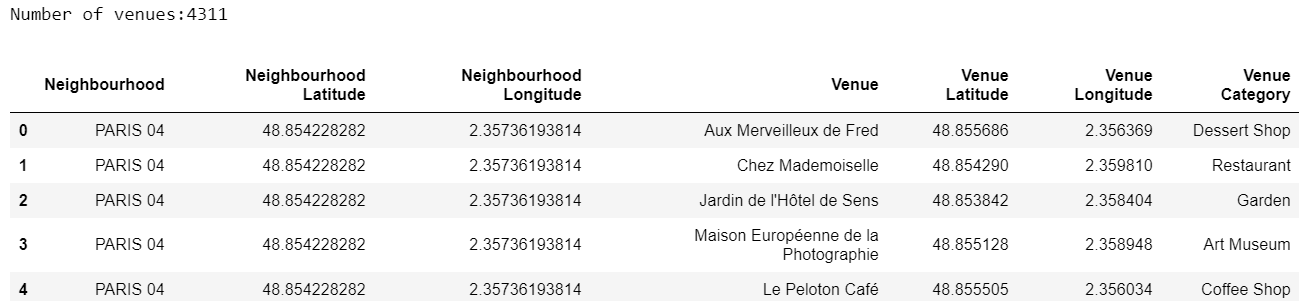 Number of venues:4311
Neighbourhood Neighbourhood Latitude Neighbourhood Longitude Venue Venue Latitude Venue Longitude Venue Category
0 PARIS 04 48.854228282 2.35736193814 Aux Merveilleux de Fred 48.855686 2.356369 Dessert Shop
1 PARIS 04 48.854228282 2.35736193814 Chez Mademoiselle 48.854290 2.359810 Restaurant
2 PARIS 04 48.854228282 2.35736193814 Jardin de l'Hôtel de Sens 48.853842 2.358404 Garden
3 PARIS 04 48.854228282 2.35736193814 Maison Européenne de la Photographie 48.855128 2.358948 Art Museum
4 PARIS 04 48.854228282 2.35736193814 Le Peloton Café 48.855505 2.356034 Coffee Shop